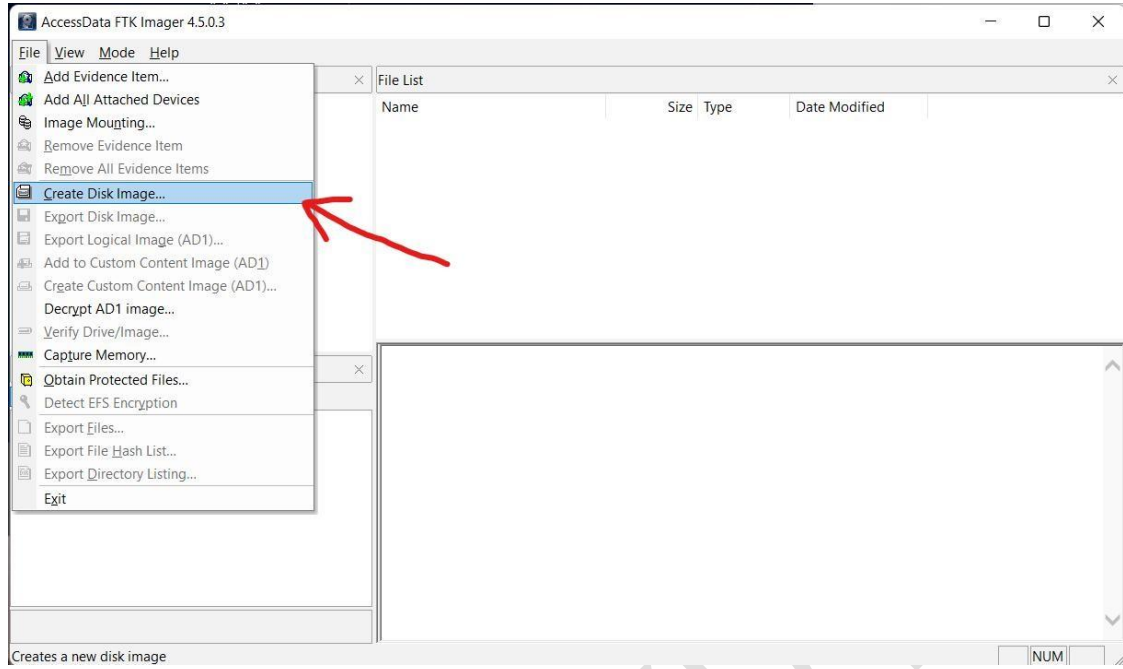 AccessData FTK Imager 4.5.0.3
File View Mode Help
Add Evidence Item...
Add All Attached Devices
Image Mounting...
Remove Evidence Item
Remove All Evidence Items
Create Disk Image...
Export Disk Image...
Export Logical Image (AD1)...
Add to Custom Content Image (AD1)
Create Custom Content Image (AD1)...
Decrypt AD1 image...
Verify Drive/Image...
Capture Memory...
Obtain Protected Files...
Detect EFS Encryption
Export Files...
Export File Hash List...
Export Directory Listing...
Exit
File List
Name Size Type Date Modified
Creates a new disk image
NUM